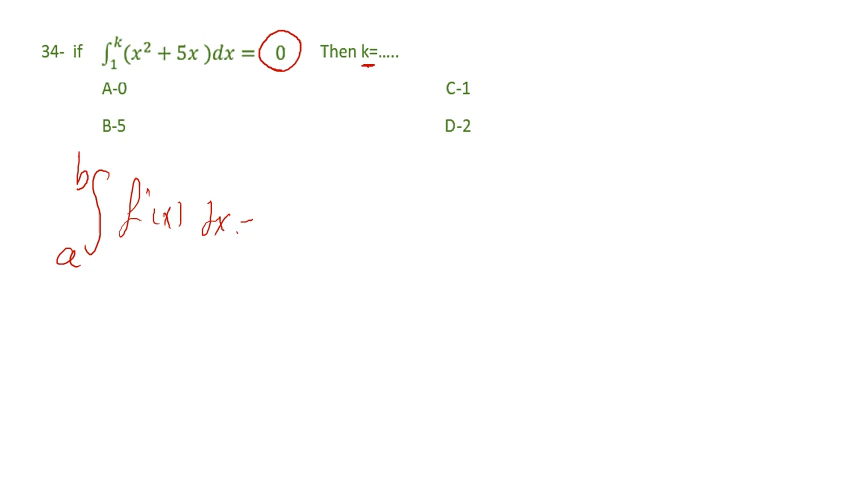 34- if ∫₁ᵏ(x² + 5x )dx = 0 Then k=.....
A-0 C-1
B-5 D-2
b
∫ f'(x) dx. -
a